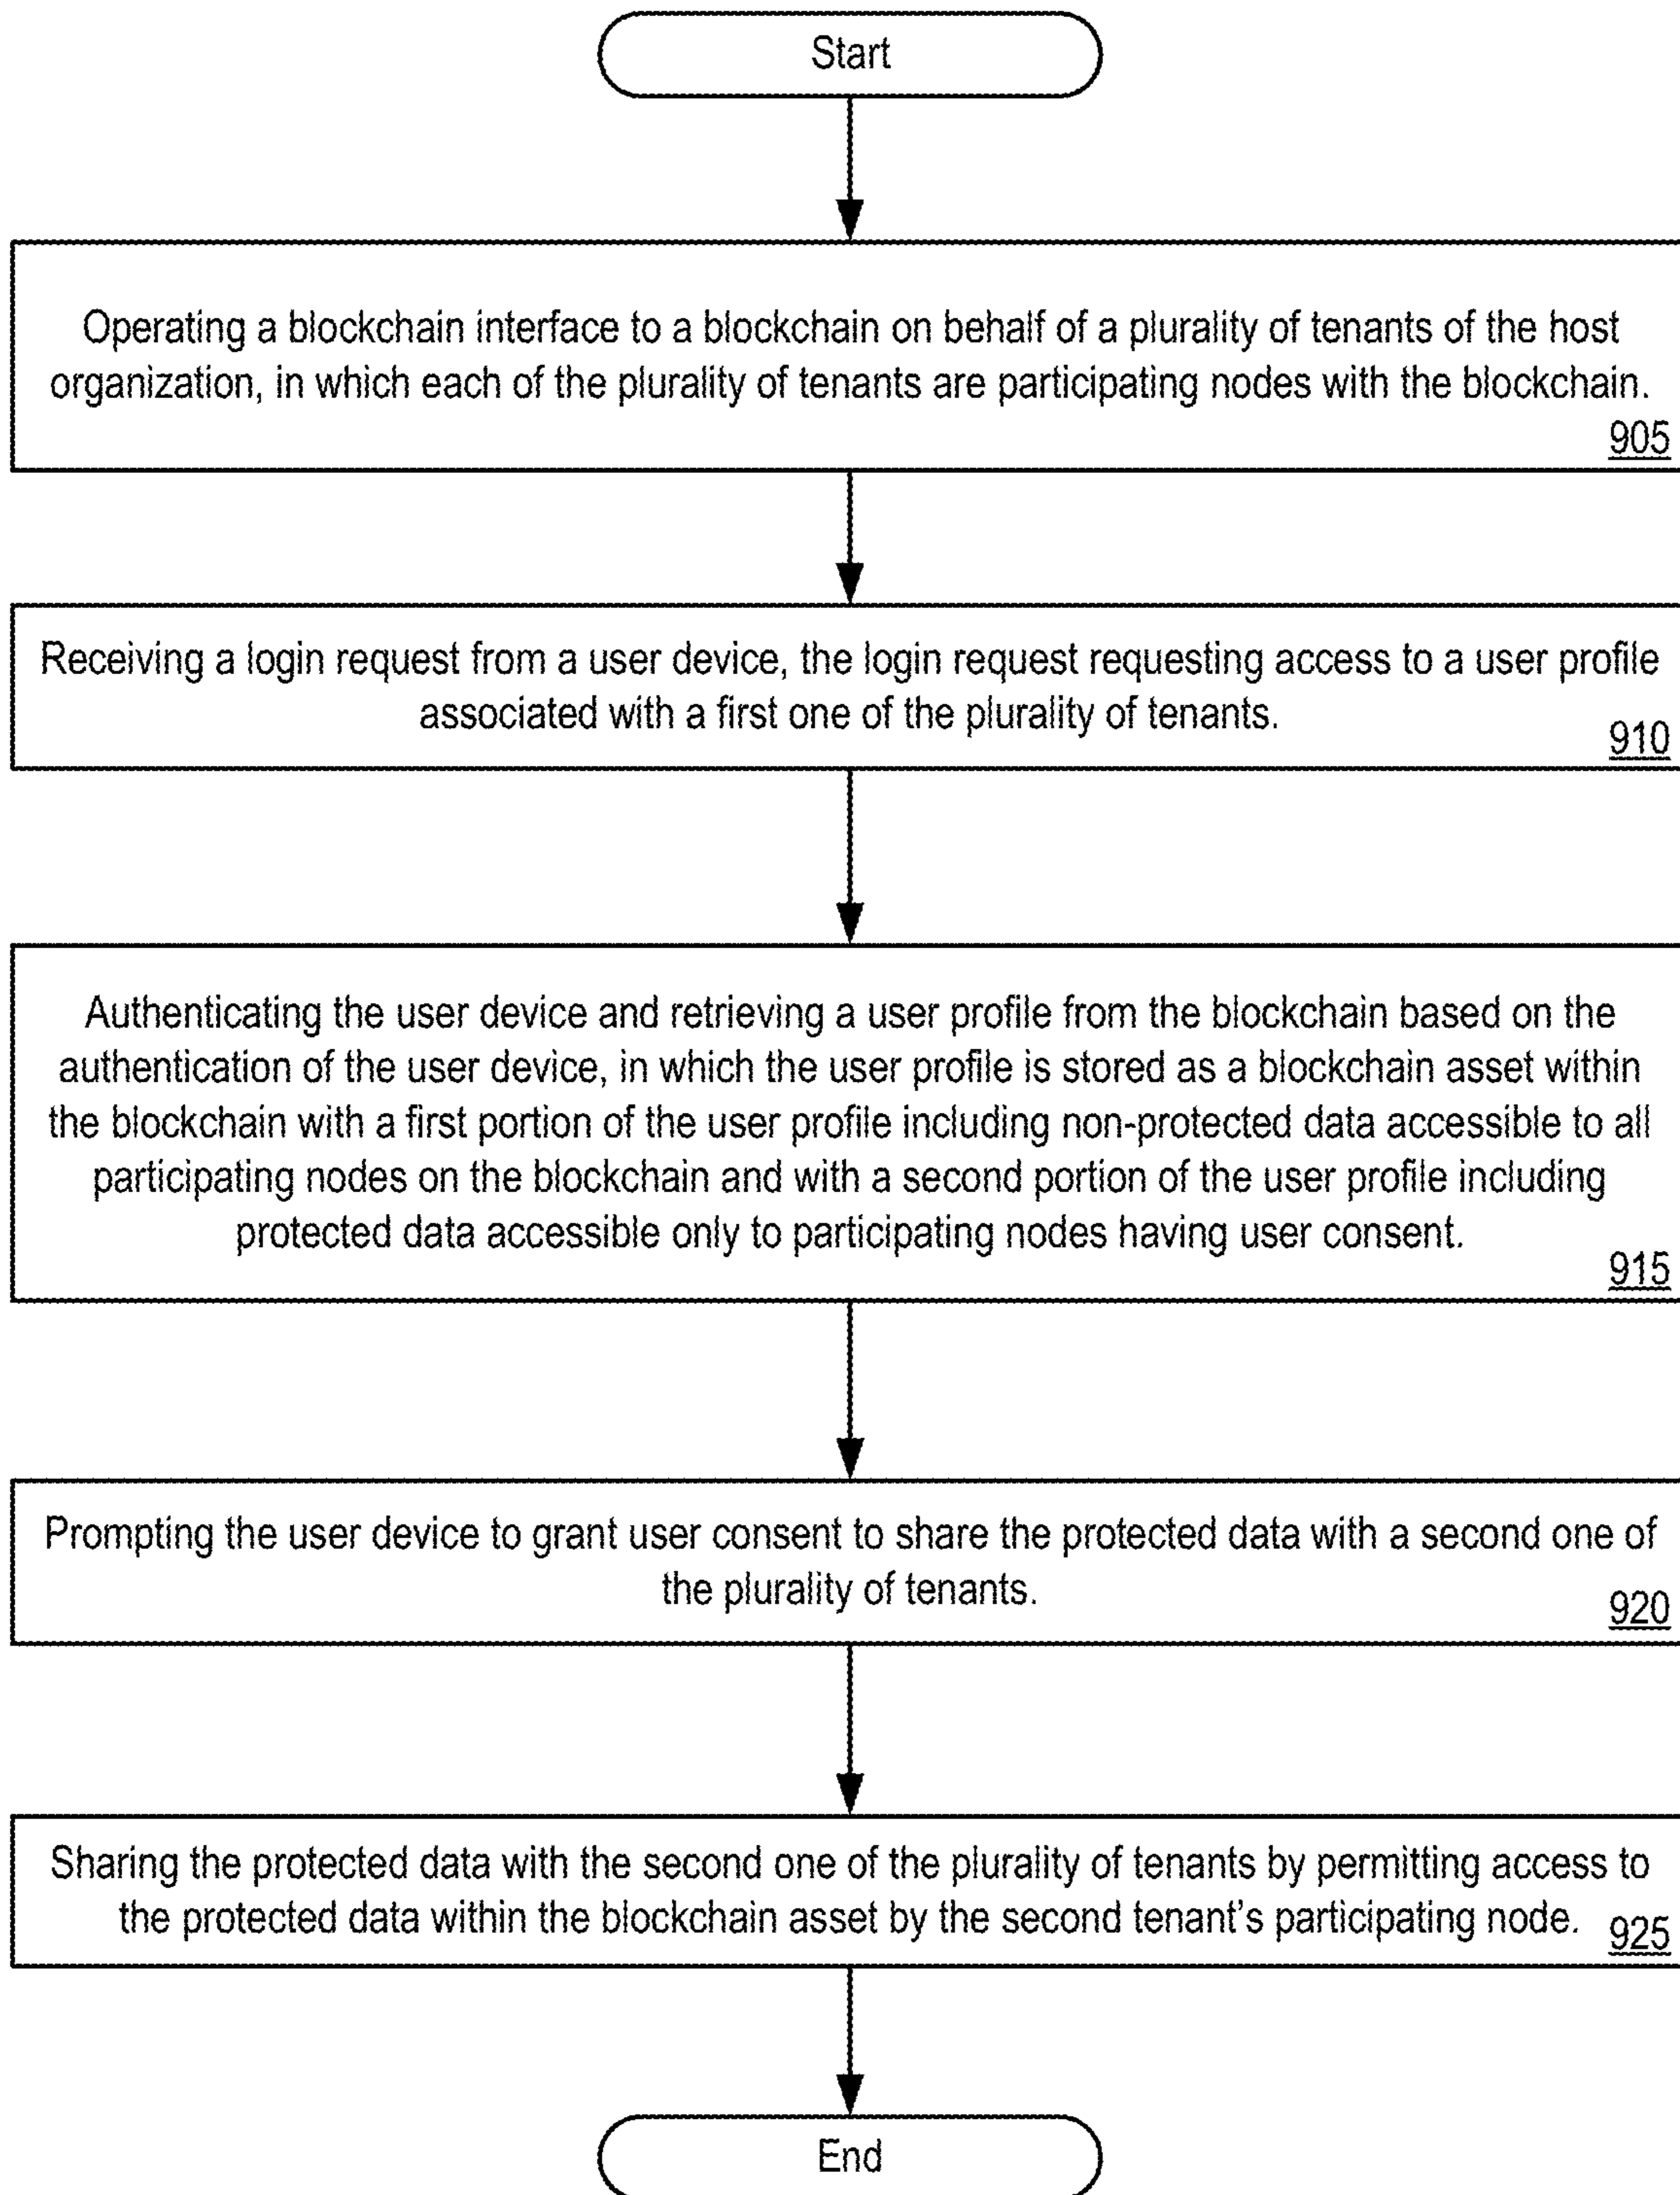 Start
Operating a blockchain interface to a blockchain on behalf of a plurality of tenants of the host
organization, in which each of the plurality of tenants are participating nodes with the blockchain.
905
Receiving a login request from a user device, the login request requesting access to a user profile
associated with a first one of the plurality of tenants.
910
Authenticating the user device and retrieving a user profile from the blockchain based on the
authentication of the user device, in which the user profile is stored as a blockchain asset within
the blockchain with a first portion of the user profile including non-protected data accessible to all
participating nodes on the blockchain and with a second portion of the user profile including
protected data accessible only to participating nodes having user consent.
915
Prompting the user device to grant user consent to share the protected data with a second one of
the plurality of tenants.
920
Sharing the protected data with the second one of the plurality of tenants by permitting access to
the protected data within the blockchain asset by the second tenant's participating node.
925
End